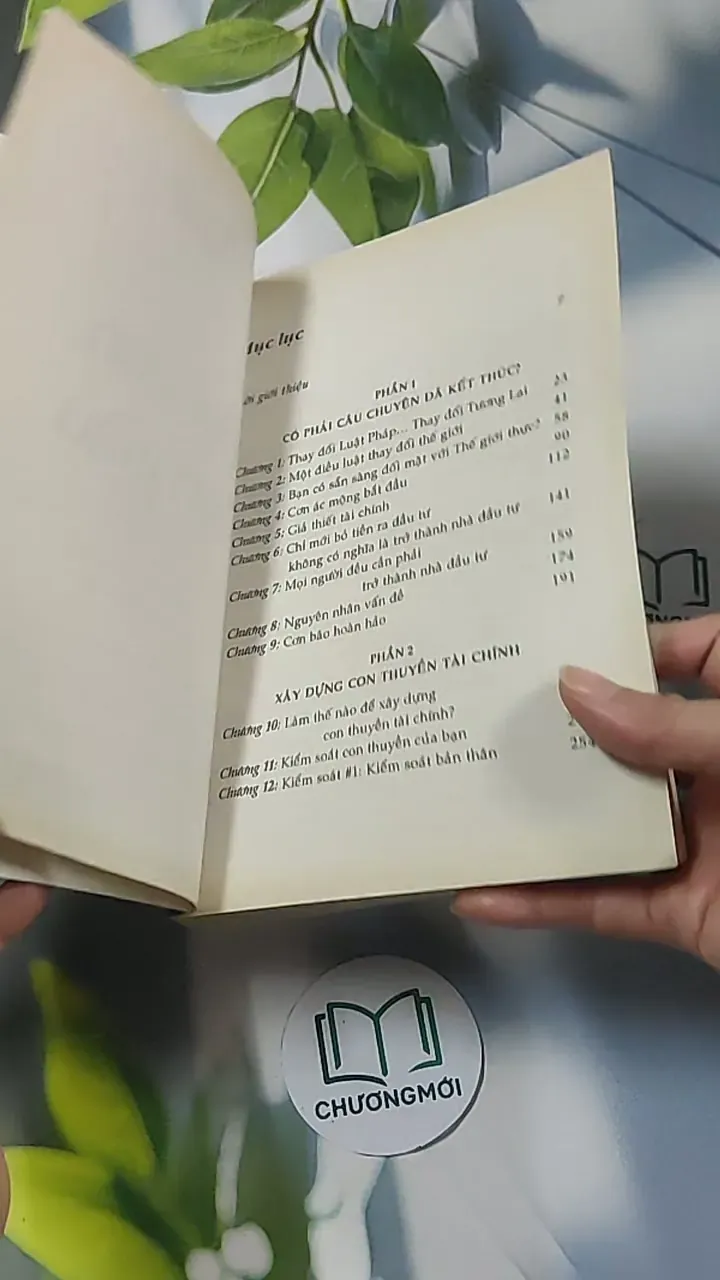 Mục lục
Lời giới thiệu 7
PHẦN 1
CÓ PHẢI CÂU CHUYỆN ĐÃ KẾT THÚC?
Chương 1: Thay đổi Luật Pháp... Thay đổi Tương Lai 23
Chương 2: Một điều luật thay đổi thế giới 41
Chương 3: Bạn có sẵn sàng đối mặt với Thế giới thực? 58
Chương 4: Cơn ác mộng bắt đầu 90
Chương 5: Giả thiết tài chính 112
Chương 6: Chỉ mới bỏ tiền ra đầu tư
không có nghĩa là trở thành nhà đầu tư 141
Chương 7: Mọi người đều cần phải
trở thành nhà đầu tư 159
Chương 8: Nguyên nhân vấn đề 174
Chương 9: Cơn bão hoàn hảo 191
PHẦN 2
XÂY DỰNG CON THUYỀN TÀI CHÍNH
Chương 10: Làm thế nào để xây dựng
con thuyền tài chính?
Chương 11: Kiểm soát con thuyền của bạn
Chương 12: Kiểm soát #1: Kiểm soát bản thân 254
CHƯƠNGMỚI